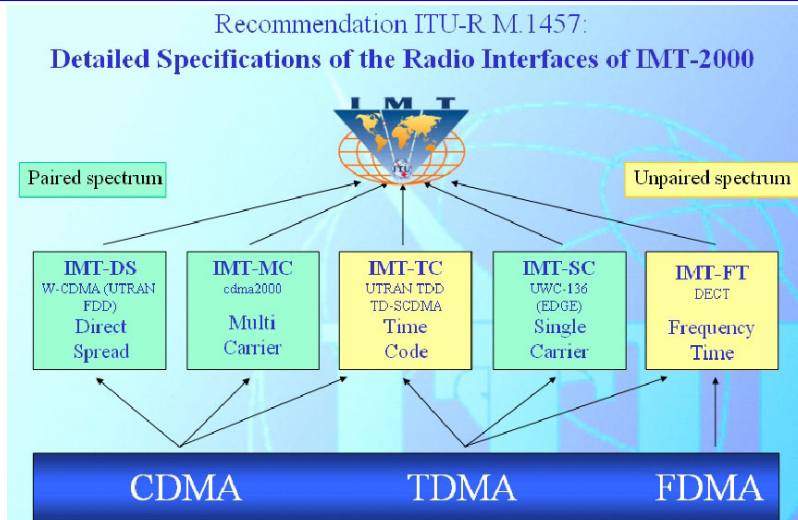 Recommendation ITU-R M.1457:
Detailed Specifications of the Radio Interfaces of IMT-2000
I M T
ITU
Paired spectrum
Unpaired spectrum
IMT-DS
W-CDMA (UTRAN
FDD)
Direct
Spread
IMT-MC
cdma2000
Multi
Carrier
IMT-TC
UTRAN TDD
TD-SCDMA
Time
Code
IMT-SC
UWC-136
(EDGE)
Single
Carrier
IMT-FT
DECT
Frequency
Time
CDMA
TDMA
FDMA